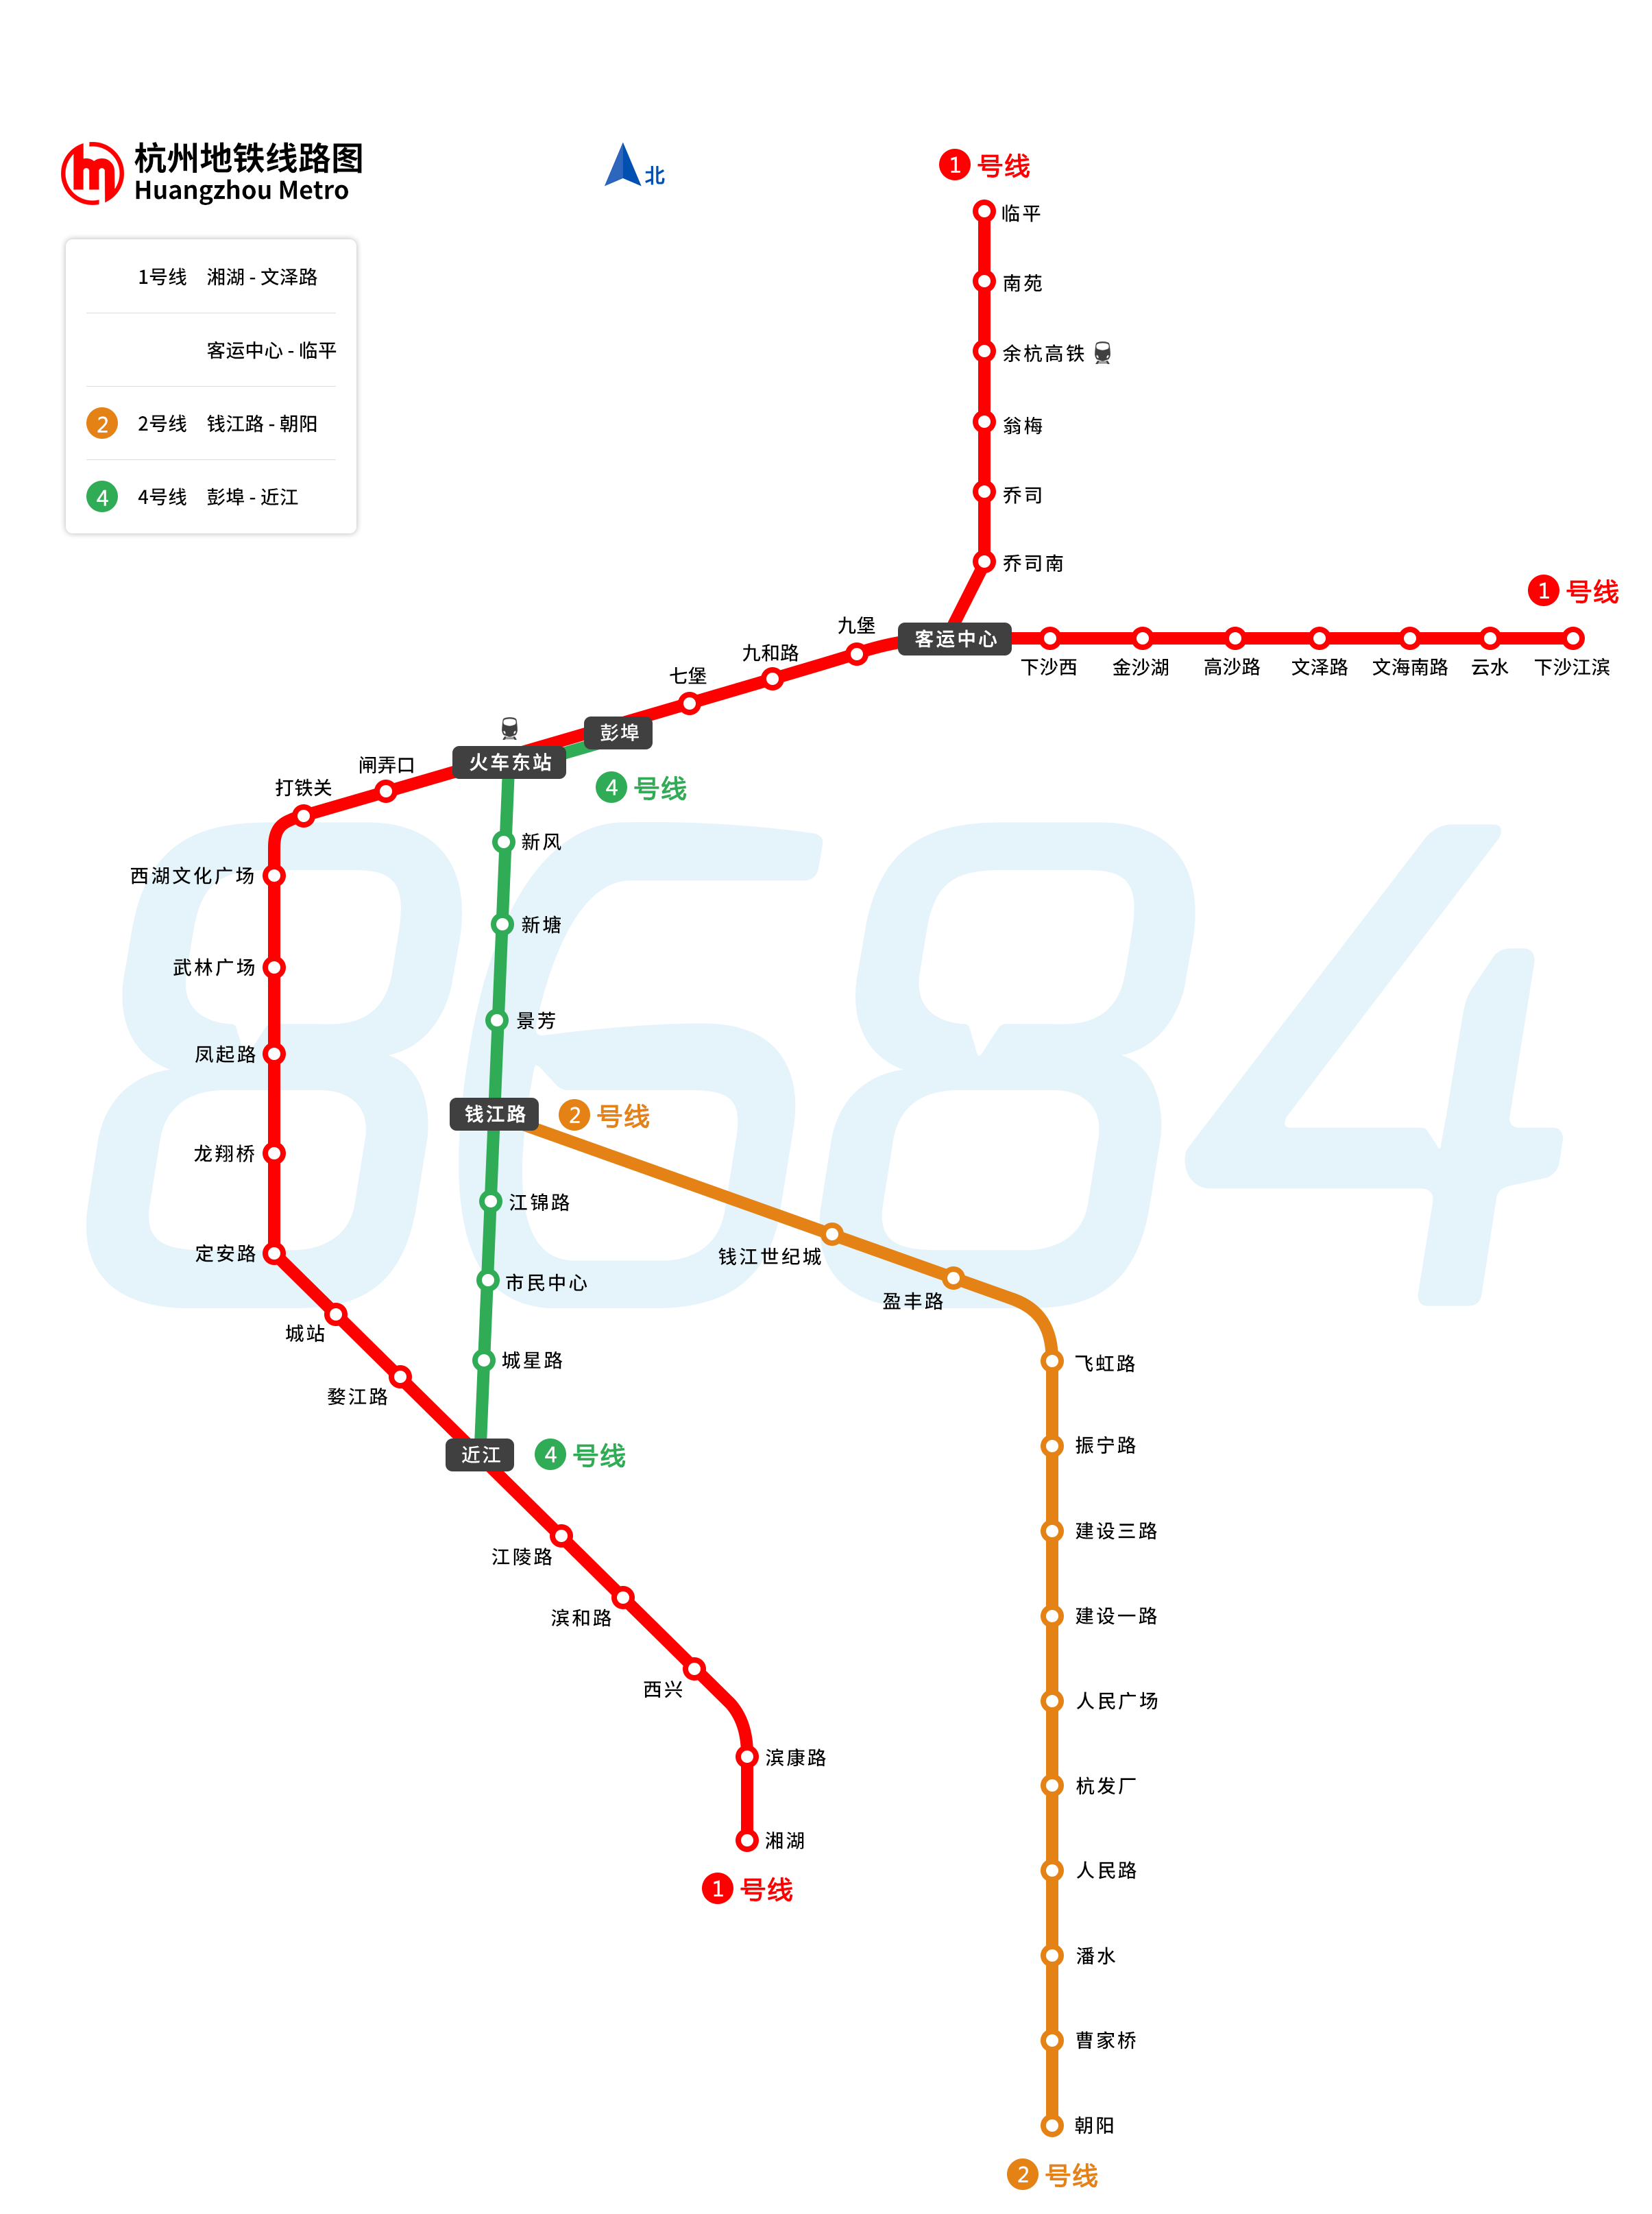 杭州地铁线路图
Huangzhou Metro
北
1号线 湘湖 - 文泽路
客运中心 - 临平
2 2号线 钱江路 - 朝阳
4 4号线 彭埠 - 近江
1 号线
临平
南苑
余杭高铁
翁梅
乔司
乔司南
1 号线
客运中心
下沙西
金沙湖
高沙路
文泽路
文海南路
云水
下沙江滨
九堡
九和路
七堡
彭埠
火车东站
4 号线
闸弄口
打铁关
西湖文化广场
武林广场
凤起路
龙翔桥
定安路
城站
婺江路
新风
新塘
景芳
钱江路
2 号线
江锦路
市民中心
城星路
近江
4 号线
钱江世纪城
盈丰路
飞虹路
振宁路
建设三路
建设一路
人民广场
杭发厂
人民路
潘水
曹家桥
朝阳
2 号线
江陵路
滨和路
西兴
滨康路
湘湖
1 号线
8684